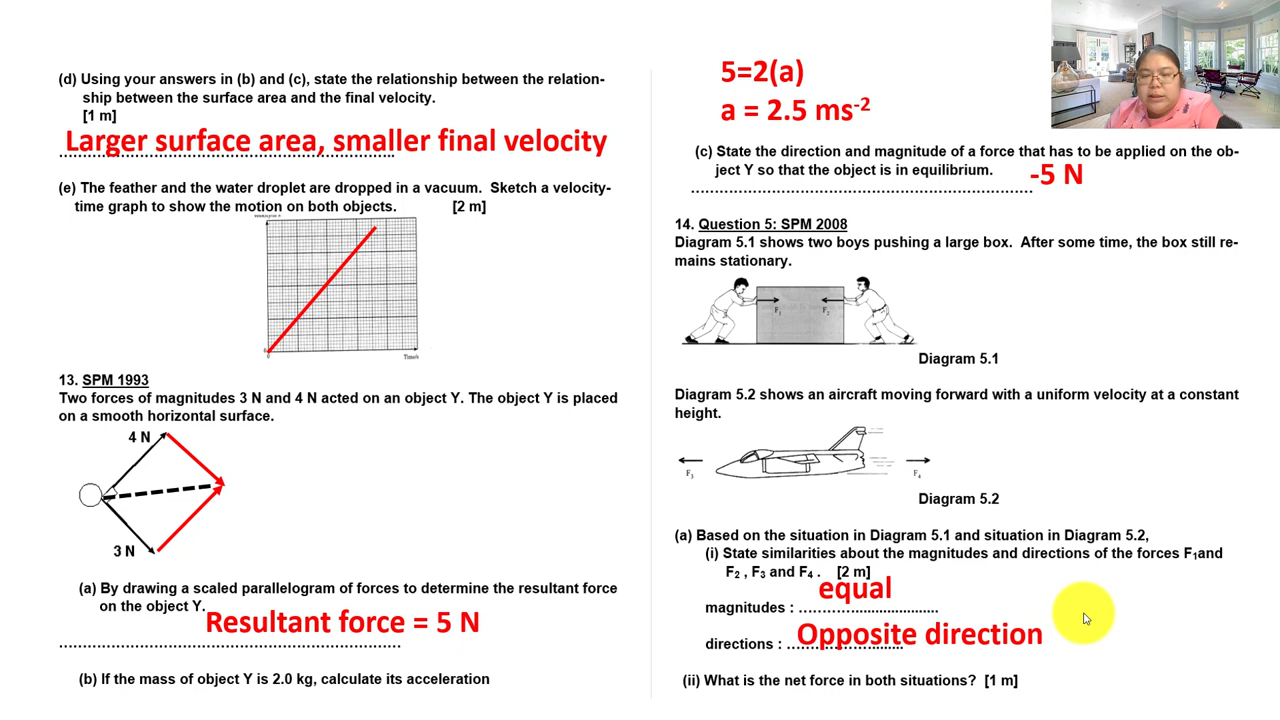 (d) Using your answers in (b) and (c), state the relationship between the relation-
ship between the surface area and the final velocity.
[1 m]
Larger surface area, smaller final velocity
(e) The feather and the water droplet are dropped in a vacuum. Sketch a velocity-
time graph to show the motion on both objects. [2 m]
0
0
Time/s
13. SPM 1993
Two forces of magnitudes 3 N and 4 N acted on an object Y. The object Y is placed
on a smooth horizontal surface.
4 N
3 N
(a) By drawing a scaled parallelogram of forces to determine the resultant force
on the object Y.
Resultant force = 5 N
(b) If the mass of object Y is 2.0 kg, calculate its acceleration
5=2(a)
a = 2.5 ms-2
(c) State the direction and magnitude of a force that has to be applied on the ob-
ject Y so that the object is in equilibrium.
-5 N
14. Question 5: SPM 2008
Diagram 5.1 shows two boys pushing a large box. After some time, the box still re-
mains stationary.
F1 F2
Diagram 5.1
Diagram 5.2 shows an aircraft moving forward with a uniform velocity at a constant
height.
F3 F4
Diagram 5.2
(a) Based on the situation in Diagram 5.1 and situation in Diagram 5.2,
(i) State similarities about the magnitudes and directions of the forces F1and
F2 , F3 and F4 . [2 m]
equal
magnitudes : ................................
directions : ........................
Opposite direction
(ii) What is the net force in both situations? [1 m]